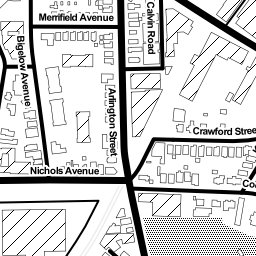 Merrifield Avenue
Calvin Road
Bigelow Avenue
Arlington Street
Crawford Stree
Nichols Avenue
Co